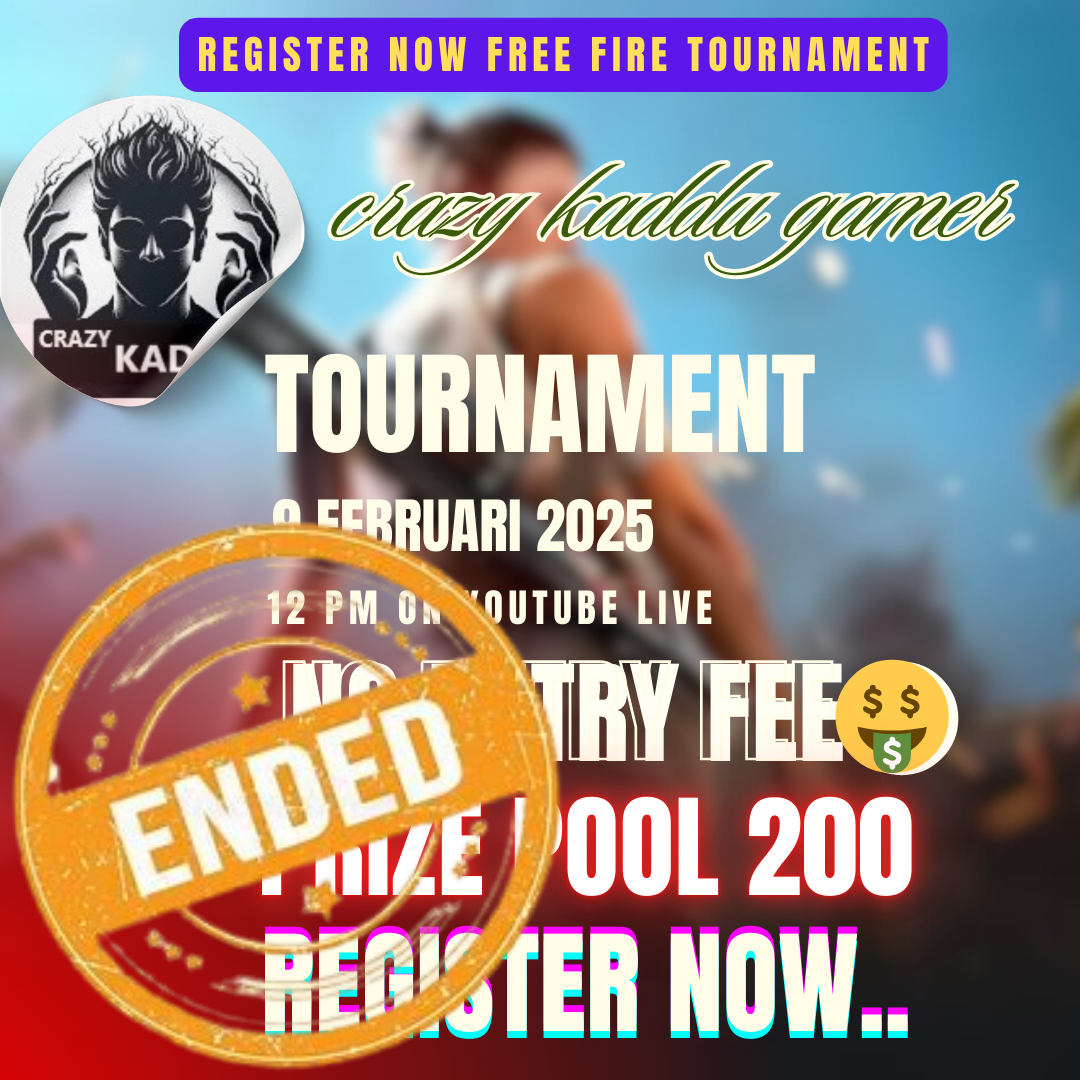 REGISTER NOW FREE FIRE TOURNAMENT
crazy kaddu gamer
CRAZY
KAD
TOURNAMENT
9 FEBRUARI 2025
12 PM ON YOUTUBE LIVE
NO ENTRY FEE
ENDED
PRIZE POOL 200
REGISTER NOW..